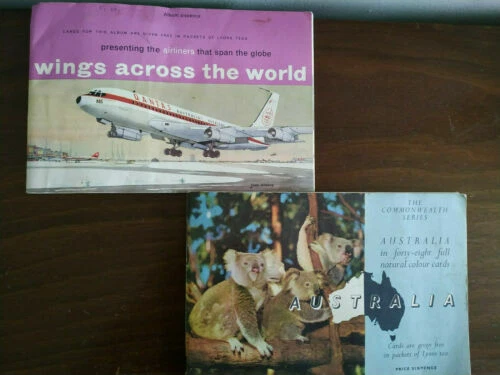 ALBUM SIXPENCE
CARDS FOR THIS ALBUM ARE GIVEN FREE IN PACKETS OF LYONS TEAS
presenting the airliners that span the globe
wings across the world
QANTAS
THE
COMMONWEALTH
SERIES
AUSTRALIA
in forty-eight full
natural colour cards
AUSTRALIA
Cards are given free
in packets of Lyons tea
PRICE SIXPENCE